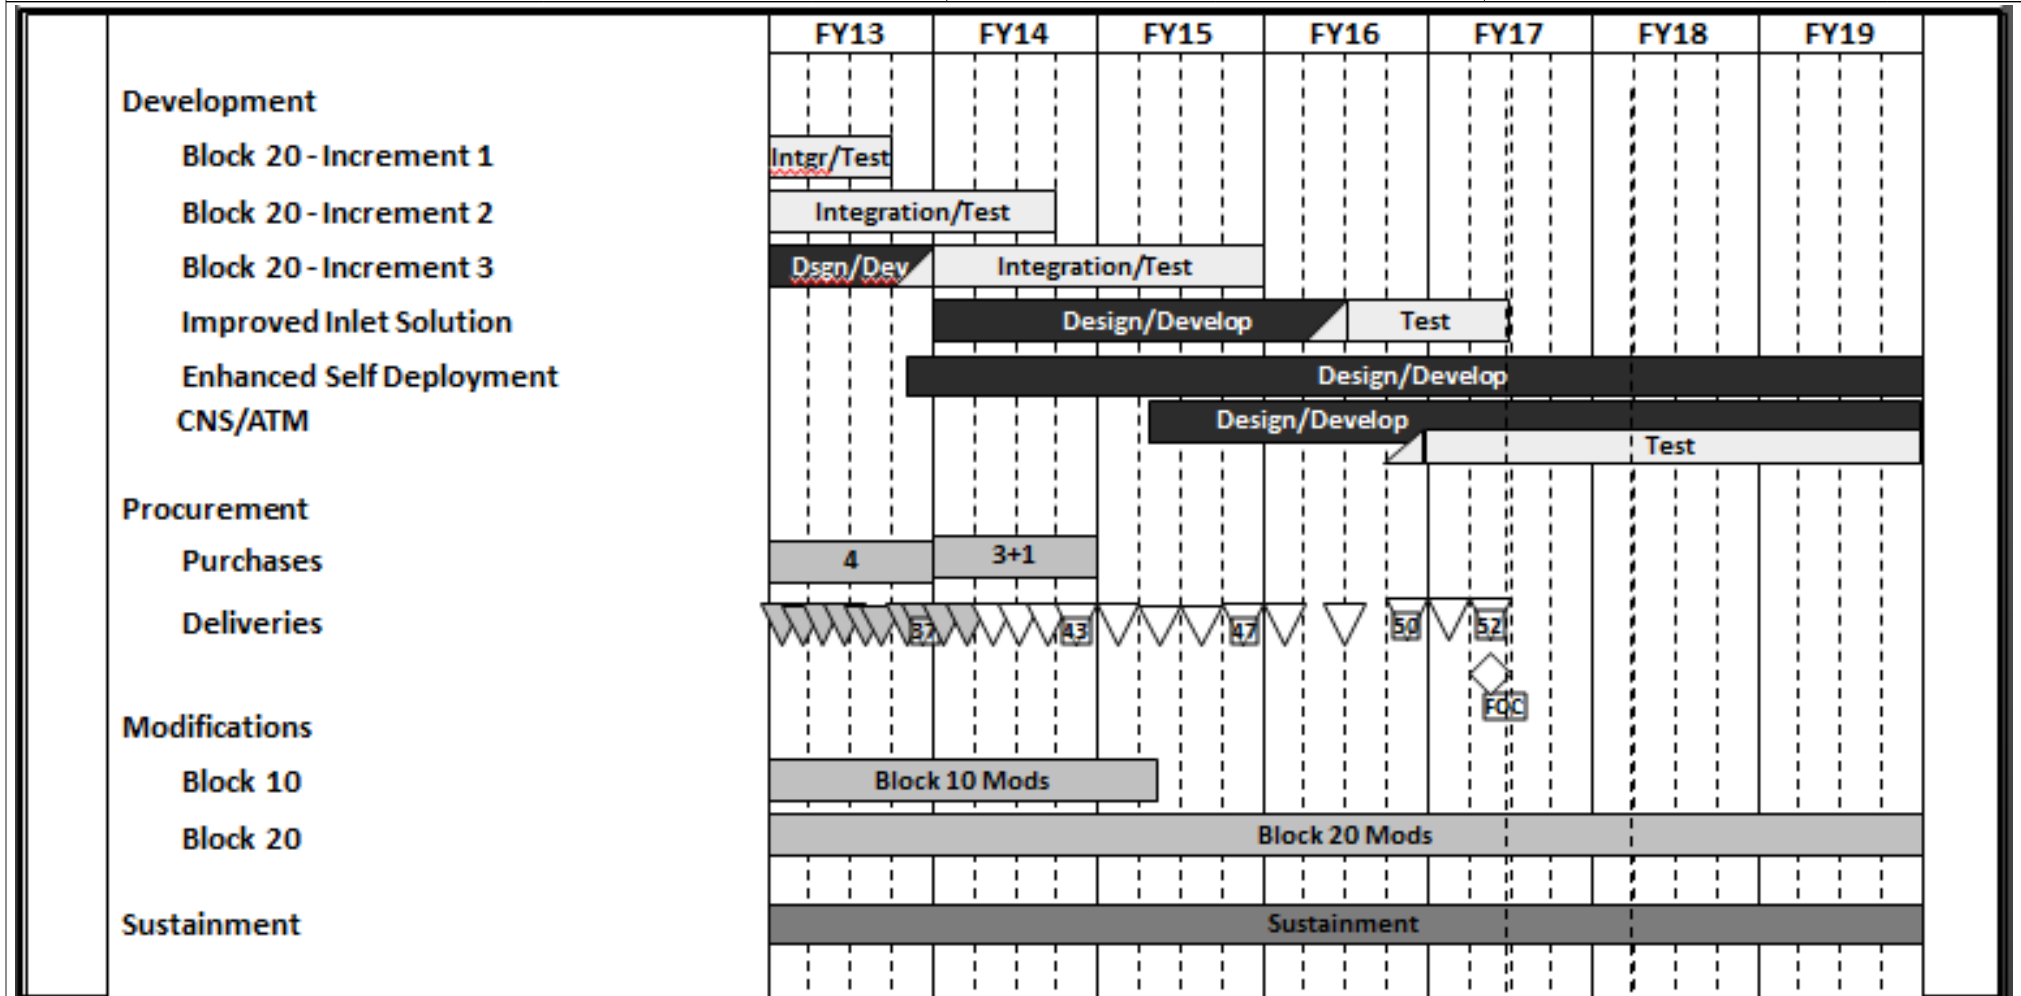 FY13 FY14 FY15 FY16 FY17 FY18 FY19
Development
Block 20 - Increment 1 Intgr/Test
Block 20 - Increment 2 Integration/Test
Block 20 - Increment 3 Dsgn/Dev Integration/Test
Improved Inlet Solution Design/Develop Test
Enhanced Self Deployment Design/Develop
CNS/ATM Design/Develop
Test
Procurement
Purchases 4 3+1
Deliveries 37 43 47 50 52
FOC
Modifications
Block 10 Block 10 Mods
Block 20 Block 20 Mods
Sustainment Sustainment